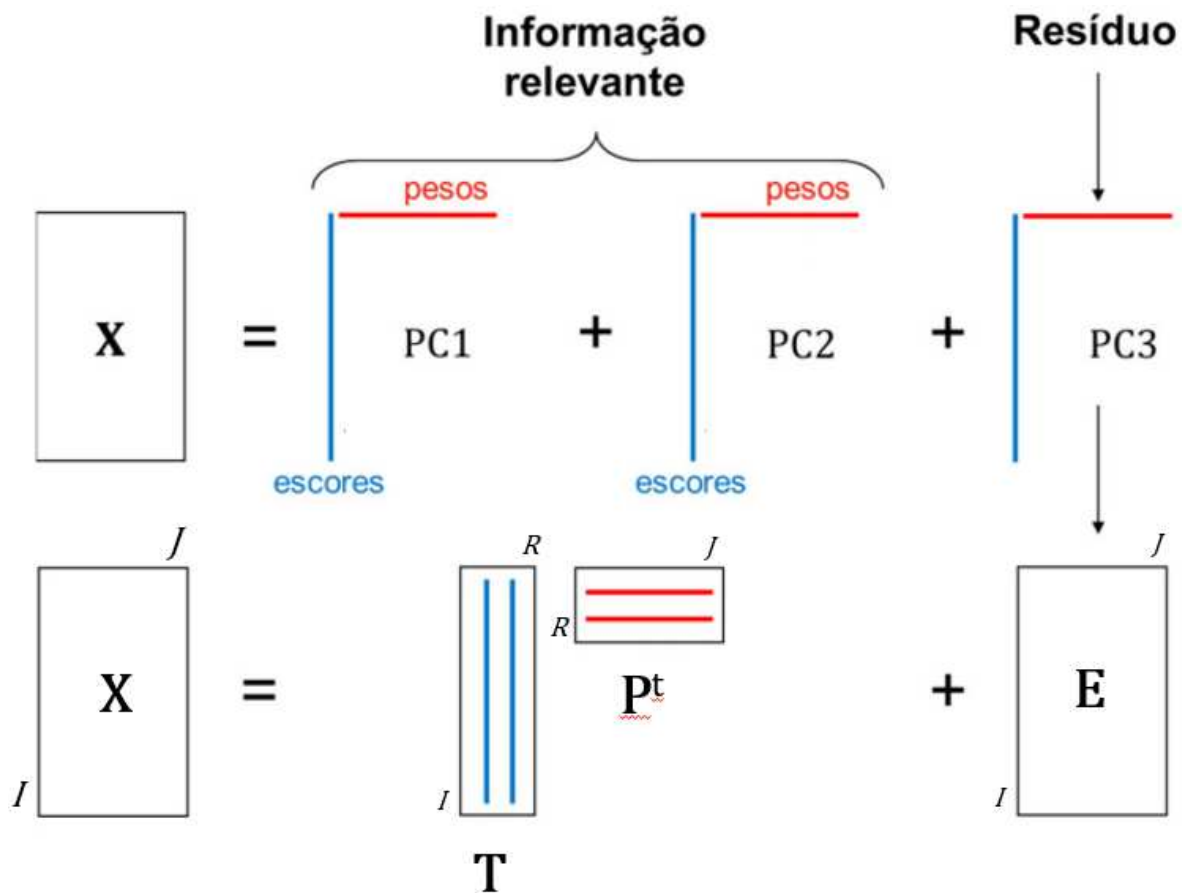 Informação
relevante
Resíduo
pesos
pesos
X = PC1 + PC2 + PC3
escores
escores
J
R
J
J
R
X = Pᵗ + E
I
I
I
T